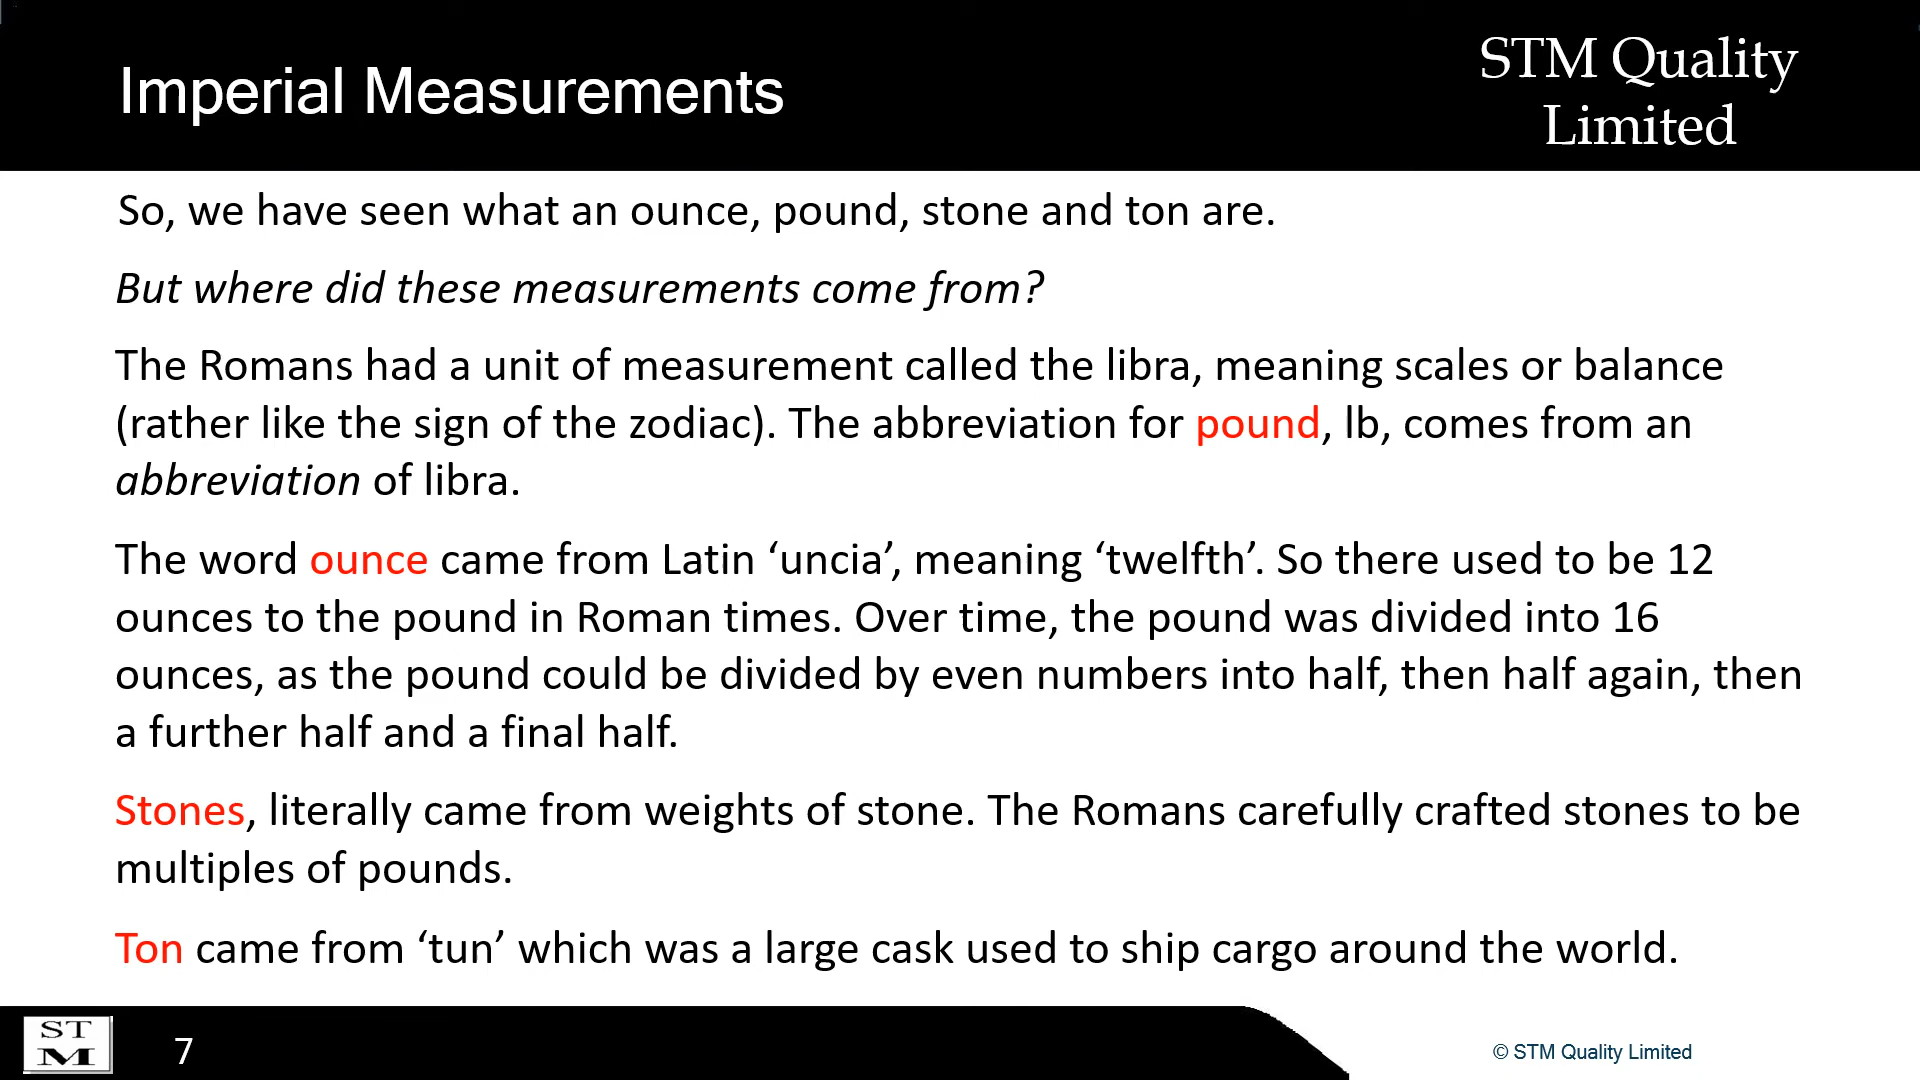 Imperial Measurements
STM Quality
Limited
So, we have seen what an ounce, pound, stone and ton are.
But where did these measurements come from?
The Romans had a unit of measurement called the libra, meaning scales or balance
(rather like the sign of the zodiac). The abbreviation for pound, lb, comes from an
abbreviation of libra.
The word ounce came from Latin ‘uncia’, meaning ‘twelfth’. So there used to be 12
ounces to the pound in Roman times. Over time, the pound was divided into 16
ounces, as the pound could be divided by even numbers into half, then half again, then
a further half and a final half.
Stones, literally came from weights of stone. The Romans carefully crafted stones to be
multiples of pounds.
Ton came from ‘tun’ which was a large cask used to ship cargo around the world.
ST
M
7
© STM Quality Limited